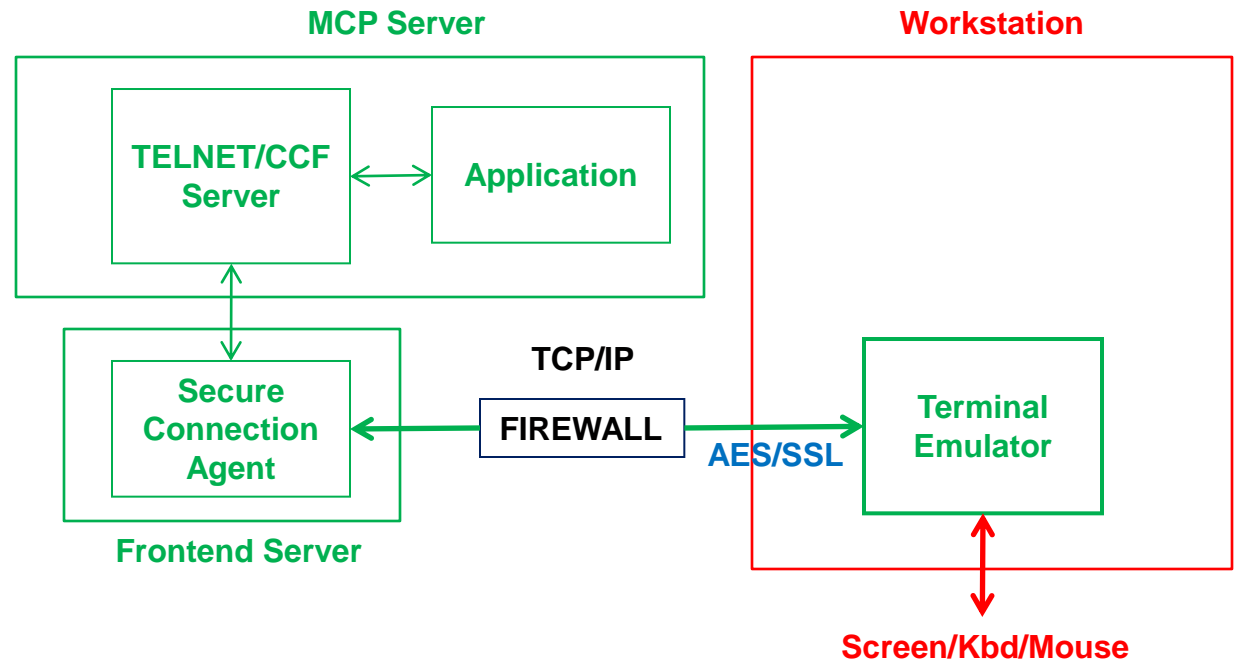 MCP Server
Workstation
TELNET/CCF
Server
Application
Secure
Connection
Agent
Frontend Server
TCP/IP
FIREWALL
AES/SSL
Terminal
Emulator
Screen/Kbd/Mouse